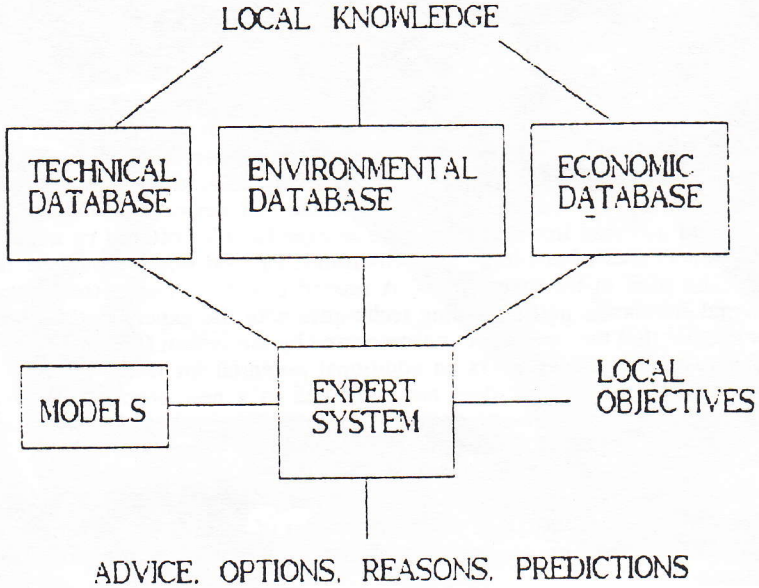 LOCAL KNOWLEDGE
TECHNICAL
DATABASE
ENVIRONMENTAL
DATABASE
ECONOMIC
DATABASE
MODELS
EXPERT
SYSTEM
LOCAL
OBJECTIVES
ADVICE, OPTIONS, REASONS, PREDICTIONS